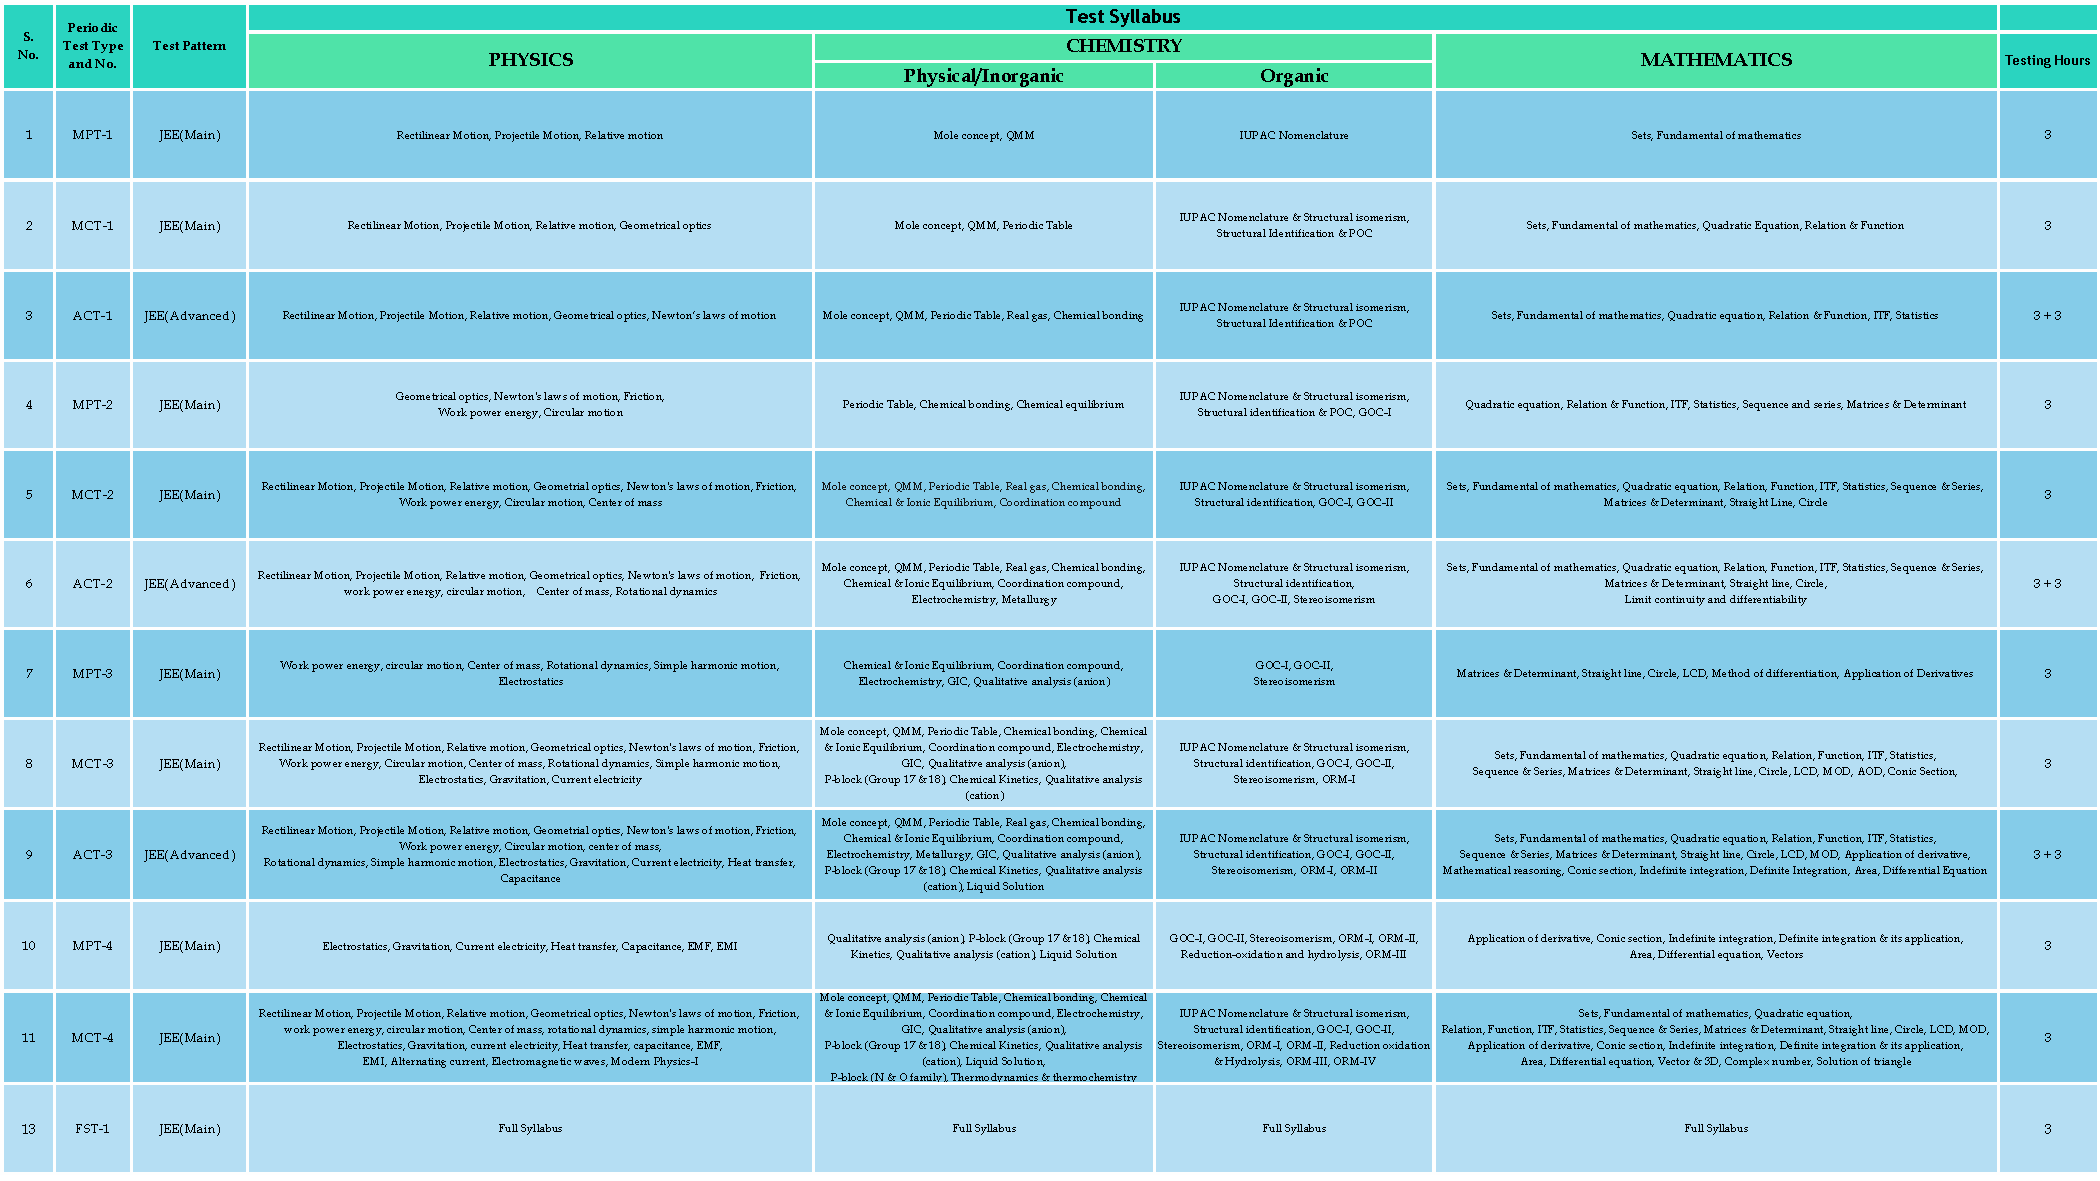 Test Syllabus
S. No.
Periodic Test Type and No.
Test Pattern
PHYSICS
CHEMISTRY
MATHEMATICS
Testing Hours
Physical/Inorganic
Organic
1
MPT-1
JEE(Main)
Rectilinear Motion, Projectile Motion, Relative motion
Mole concept, QMM
IUPAC Nomenclature
Sets, Fundamental of mathematics
3
2
MCT-1
JEE(Main)
Rectilinear Motion, Projectile Motion, Relative motion, Geometrical optics
Mole concept, QMM, Periodic Table
IUPAC Nomenclature & Structural isomerism,
Structural Identification & POC
Sets, Fundamental of mathematics, Quadratic Equation, Relation & Function
3
3
ACT-1
JEE(Advanced)
Rectilinear Motion, Projectile Motion, Relative motion, Geometrical optics, Newton's laws of motion
Mole concept, QMM, Periodic Table, Real gas, Chemical bonding
IUPAC Nomenclature & Structural isomerism,
Structural Identification & POC
Sets, Fundamental of mathematics, Quadratic equation, Relation & Function, ITF, Statistics
3 + 3
4
MPT-2
JEE(Main)
Geometrical optics, Newton's laws of motion, Friction,
Work power energy, Circular motion
Periodic Table, Chemical bonding, Chemical equilibrium
IUPAC Nomenclature & Structural isomerism,
Structural identification & POC, GOC-I
Quadratic equation, Relation & Function, ITF, Statistics, Sequence and series, Matrices & Determinant
3
5
MCT-2
JEE(Main)
Rectilinear Motion, Projectile Motion, Relative motion, Geometrial optics, Newton's laws of motion, Friction,
Work power energy, Circular motion, Center of mass
Mole concept, QMM, Periodic Table, Real gas, Chemical bonding,
Chemical & Ionic Equilibrium, Coordination compound
IUPAC Nomenclature & Structural isomerism,
Structural identification, GOC-I, GOC-II
Sets, Fundamental of mathematics, Quadratic equation, Relation, Function, ITF, Statistics, Sequence & Series,
Matrices & Determinant, Straight Line, Circle
3
6
ACT-2
JEE(Advanced)
Rectilinear Motion, Projectile Motion, Relative motion, Geometrical optics, Newton's laws of motion, Friction,
work power energy, circular motion, Center of mass, Rotational dynamics
Mole concept, QMM, Periodic Table, Real gas, Chemical bonding,
Chemical & Ionic Equilibrium, Coordination compound,
Electrochemistry, Metallurgy
IUPAC Nomenclature & Structural isomerism,
Structural identification,
GOC-I, GOC-II, Stereoisomerism
Sets, Fundamental of mathematics, Quadratic equation, Relation, Function, ITF, Statistics, Sequence & Series,
Matrices & Determinant, Straight line, Circle,
Limit continuity and differentiability
3 + 3
7
MPT-3
JEE(Main)
Work power energy, circular motion, Center of mass, Rotational dynamics, Simple harmonic motion,
Electrostatics
Chemical & Ionic Equilibrium, Coordination compound,
Electrochemistry, GIC, Qualitative analysis (anion)
GOC-I, GOC-II,
Stereoisomerism
Matrices & Determinant, Straight line, Circle, LCD, Method of differentiation, Application of Derivatives
3
8
MCT-3
JEE(Main)
Rectilinear Motion, Projectile Motion, Relative motion, Geometrical optics, Newton's laws of motion, Friction,
Work power energy, Circular motion, Center of mass, Rotational dynamics, Simple harmonic motion,
Electrostatics, Gravitation, Current electricity
Mole concept, QMM, Periodic Table, Chemical bonding, Chemical
& Ionic Equilibrium, Coordination compound, Electrochemistry,
GIC, Qualitative analysis (anion),
P-block (Group 17 & 18), Chemical Kinetics, Qualitative analysis
(cation)
IUPAC Nomenclature & Structural isomerism,
Structural identification, GOC-I, GOC-II,
Stereoisomerism, ORM-I
Sets, Fundamental of mathematics, Quadratic equation, Relation, Function, ITF, Statistics,
Sequence & Series, Matrices & Determinant, Straight line, Circle, LCD, MOD, AOD, Conic Section,
3
9
ACT-3
JEE(Advanced)
Rectilinear Motion, Projectile Motion, Relative motion, Geometrial optics, Newton's laws of motion, Friction,
Work power energy, Circular motion, center of mass,
Rotational dynamics, Simple harmonic motion, Electrostatics, Gravitation, Current electricity, Heat transfer,
Capacitance
Mole concept, QMM, Periodic Table, Real gas, Chemical bonding,
Chemical & Ionic Equilibrium, Coordination compound,
Electrochemistry, Metallurgy, GIC, Qualitative analysis (anion),
P-block (Group 17 & 18), Chemical Kinetics, Qualitative analysis
(cation), Liquid Solution
IUPAC Nomenclature & Structural isomerism,
Structural identification, GOC-I, GOC-II,
Stereoisomerism, ORM-I, ORM-II
Sets, Fundamental of mathematics, Quadratic equation, Relation, Function, ITF, Statistics,
Sequence & Series, Matrices & Determinant, Straight line, Circle, LCD, MOD, Application of derivative,
Mathematical reasoning, Conic section, Indefinite integration, Definite Integration, Area, Differential Equation
3 + 3
10
MPT-4
JEE(Main)
Electrostatics, Gravitation, Current electricity, Heat transfer, Capacitance, EMF, EMI
Qualitative analysis (anion), P-block (Group 17 & 18), Chemical
Kinetics, Qualitative analysis (cation), Liquid Solution
GOC-I, GOC-II, Stereoisomerism, ORM-I, ORM-II,
Reduction-oxidation and hydrolysis, ORM-III
Application of derivative, Conic section, Indefinite integration, Definite integration & its application,
Area, Differential equation, Vectors
3
11
MCT-4
JEE(Main)
Rectilinear Motion, Projectile Motion, Relative motion, Geometrical optics, Newton's laws of motion, Friction,
work power energy, circular motion, Center of mass, rotational dynamics, simple harmonic motion,
Electrostatics, Gravitation, current electricity, Heat transfer, capacitance, EMF,
EMI, Alternating current, Electromagnetic waves, Modern Physics-I
Mole concept, QMM, Periodic Table, Chemical bonding, Chemical
& Ionic Equilibrium, Coordination compound, Electrochemistry,
GIC, Qualitative analysis (anion),
P-block (Group 17 & 18), Chemical Kinetics, Qualitative analysis
(cation), Liquid Solution,
P-block (N & O family), Thermodynamics & thermochemistry
IUPAC Nomenclature & Structural isomerism,
Structural identification, GOC-I, GOC-II,
Stereoisomerism, ORM-I, ORM-II, Reduction oxidation
& Hydrolysis, ORM-III, ORM-IV
Sets, Fundamental of mathematics, Quadratic equation,
Relation, Function, ITF, Statistics, Sequence & Series, Matrices & Determinant, Straight line, Circle, LCD, MOD,
Application of derivative, Conic section, Indefinite integration, Definite integration & its application,
Area, Differential equation, Vector & 3D, Complex number, Solution of triangle
3
13
FST-1
JEE(Main)
Full Syllabus
Full Syllabus
Full Syllabus
Full Syllabus
3